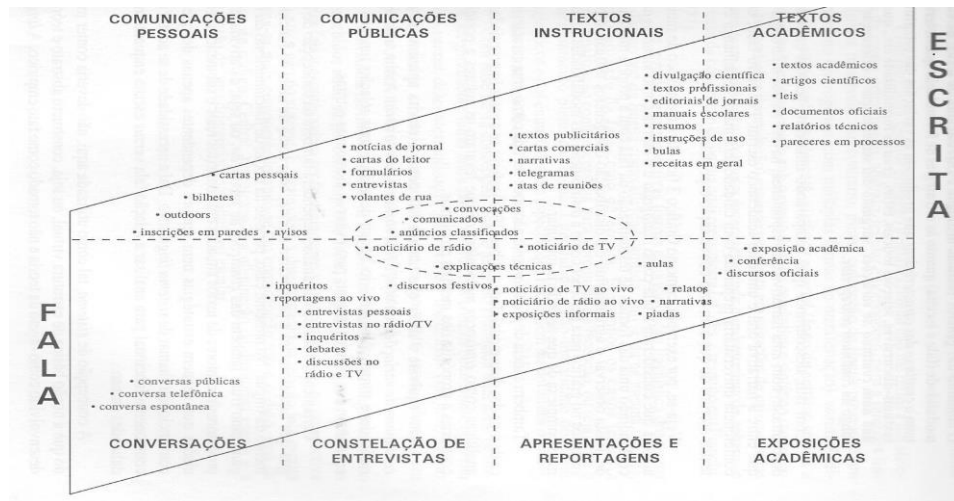 COMUNICAÇÕES
PESSOAIS
COMUNICAÇÕES
PÚBLICAS
TEXTOS
INSTRUCIONAIS
TEXTOS
ACADÊMICOS
ESCRITA
• cartas pessoais
• bilhetes
• outdoors
• inscrições em paredes
• avisos
• notícias de jornal
• cartas do leitor
• formulários
• entrevistas
• volantes de rua
• convocações
• comunicados
• anúncios classificados
• noticiário de rádio
• noticiário de TV
• explicações técnicas
• textos publicitários
• cartas comerciais
• narrativas
• telegramas
• atas de reuniões
• divulgação científica
• textos profissionais
• editoriais de jornais
• manuais escolares
• resumos
• instruções de uso
• bulas
• receitas em geral
• textos acadêmicos
• artigos científicos
• leis
• documentos oficiais
• relatórios técnicos
• pareceres em processos
• exposição acadêmica
• conferência
• discursos oficiais
• aulas
• inquéritos
• reportagens ao vivo
• discursos festivos
• entrevistas pessoais
• entrevistas no rádio/TV
• inquéritos
• debates
• discussões no
rádio e TV
• noticiário de TV ao vivo
• noticiário de rádio ao vivo
• exposições informais
• relatos
• narrativas
• piadas
FALA
• conversas públicas
• conversa telefônica
• conversa espontânea
CONVERSAÇÕES
CONSTELAÇÃO DE
ENTREVISTAS
APRESENTAÇÕES E
REPORTAGENS
EXPOSIÇÕES
ACADÊMICAS